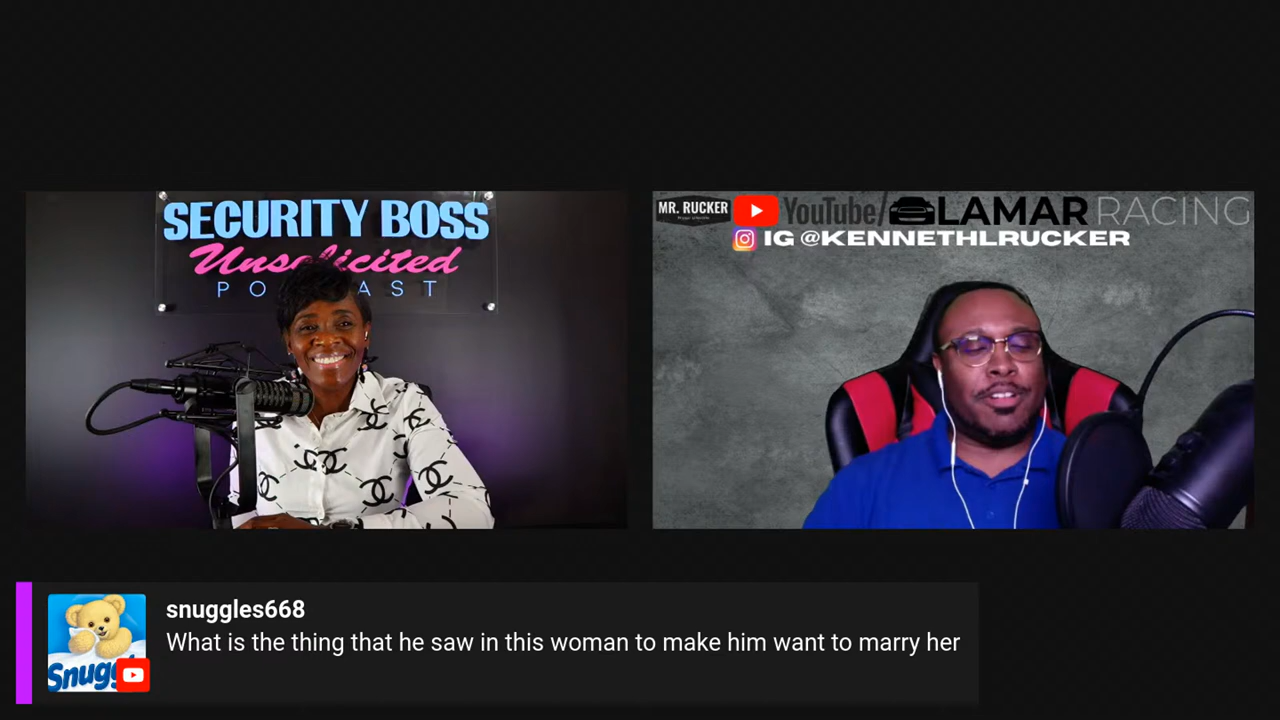 SECURITY BOSS
Unsolicited
PODCAST
MR. RUCKER
YouTube/LAMAR RACING
IG @KENNETHLRUCKER
snuggles668
What is the thing that he saw in this woman to make him want to marry her
Snugg